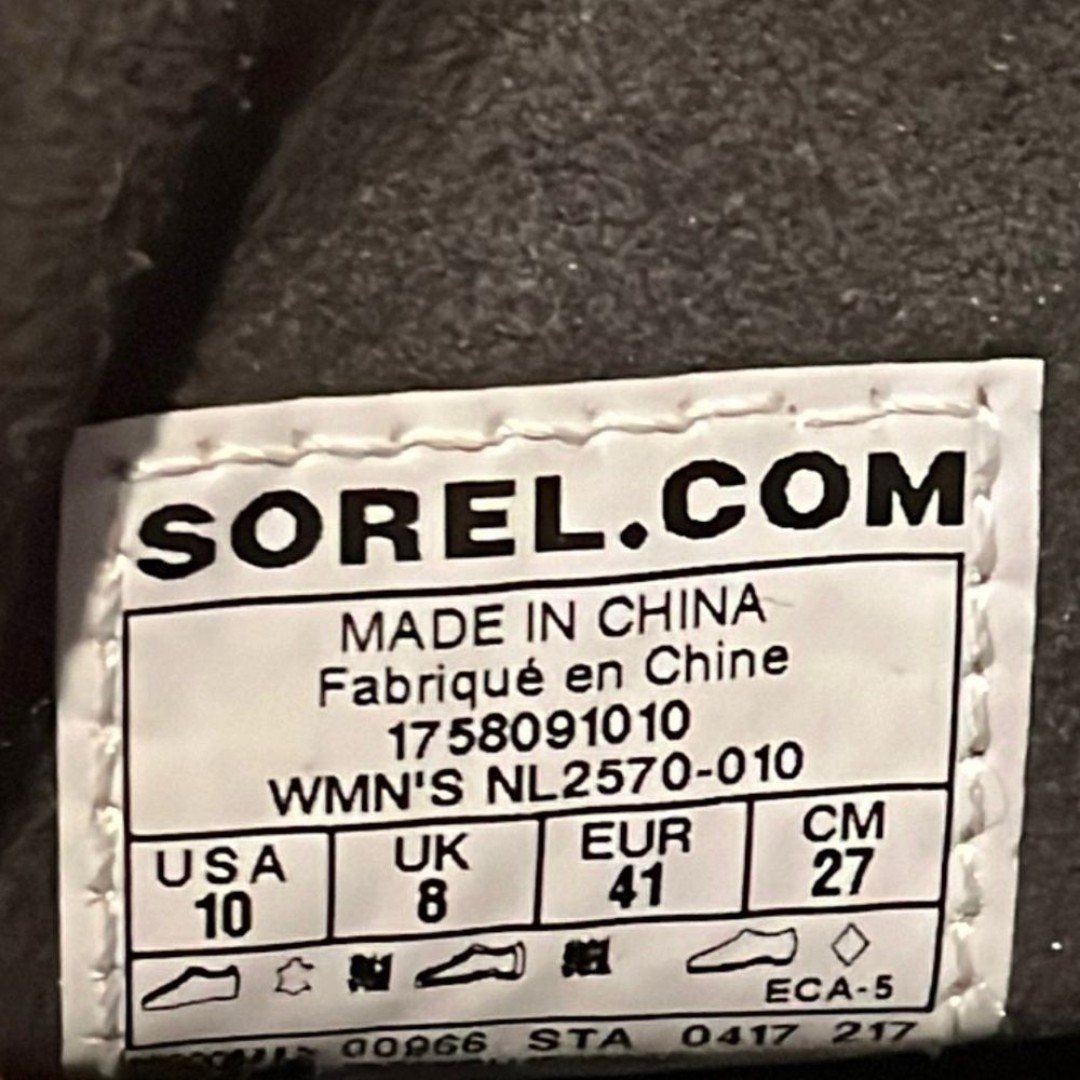 SOREL.COM
MADE IN CHINA
Fabriqué en Chine
1758091010
WMN'S NL2570-010
USA UK EUR CM
10 8 41 27
ECA-5
STA 0417 217